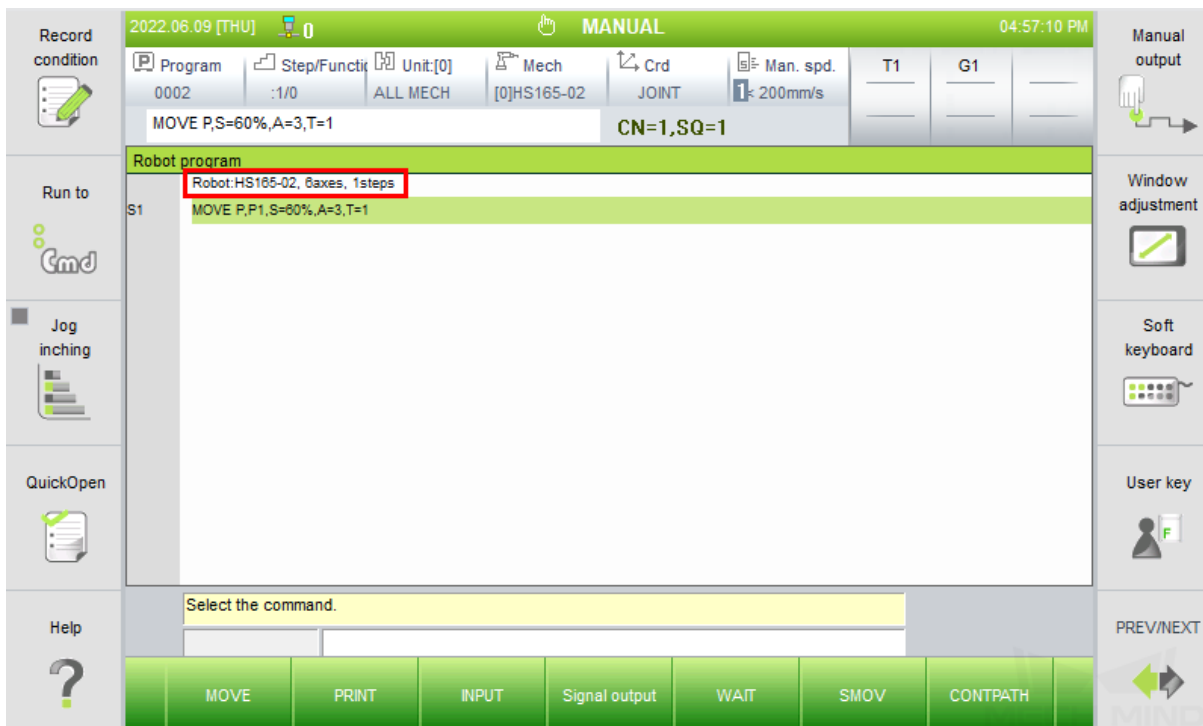 Record condition
2022.06.09 [THU] 0 MANUAL 04:57:10 PM
Manual output
P Program Step/Functic Unit:[0] Mech Crd Man. spd. T1 G1
0002 :1/0 ALL MECH [0]HS165-02 JOINT 1< 200mm/s
MOVE P,S=60%,A=3,T=1 CN=1,SQ=1
Robot program
Robot:HS165-02, 6axes, 1steps
S1 MOVE P,P1,S=60%,A=3,T=1
Run to
Cmd
Window adjustment
Jog inching
Soft keyboard
QuickOpen
User key
F
Select the command.
Help
PREV/NEXT
MOVE PRINT INPUT Signal output WAIT SMOV CONTPATH